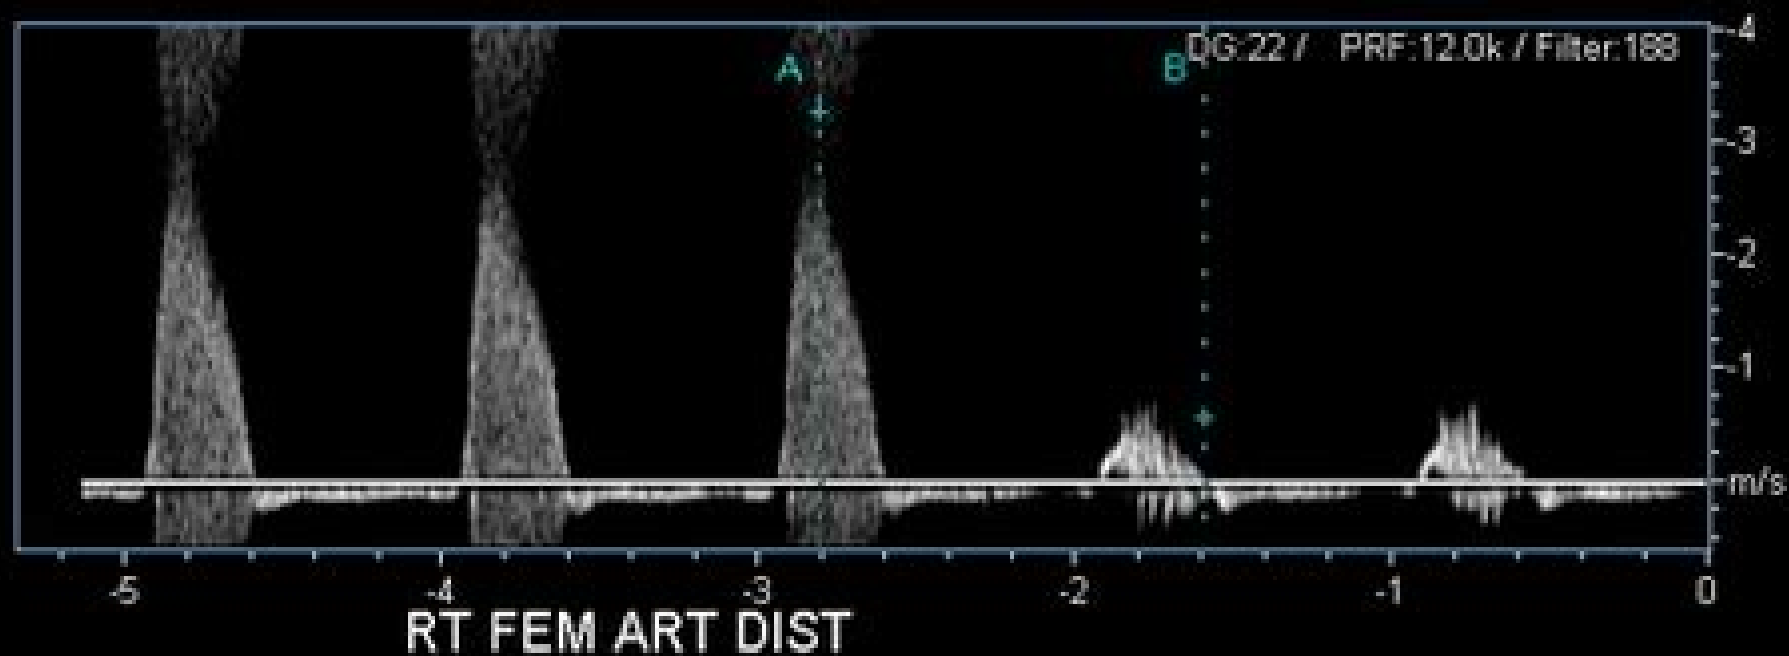 -4
DG:22 / PRF:12.0k / Filter:188
A
B
-3
-2
-1
m/s
-5 -4 -3 -2 -1 0
RT FEM ART DIST